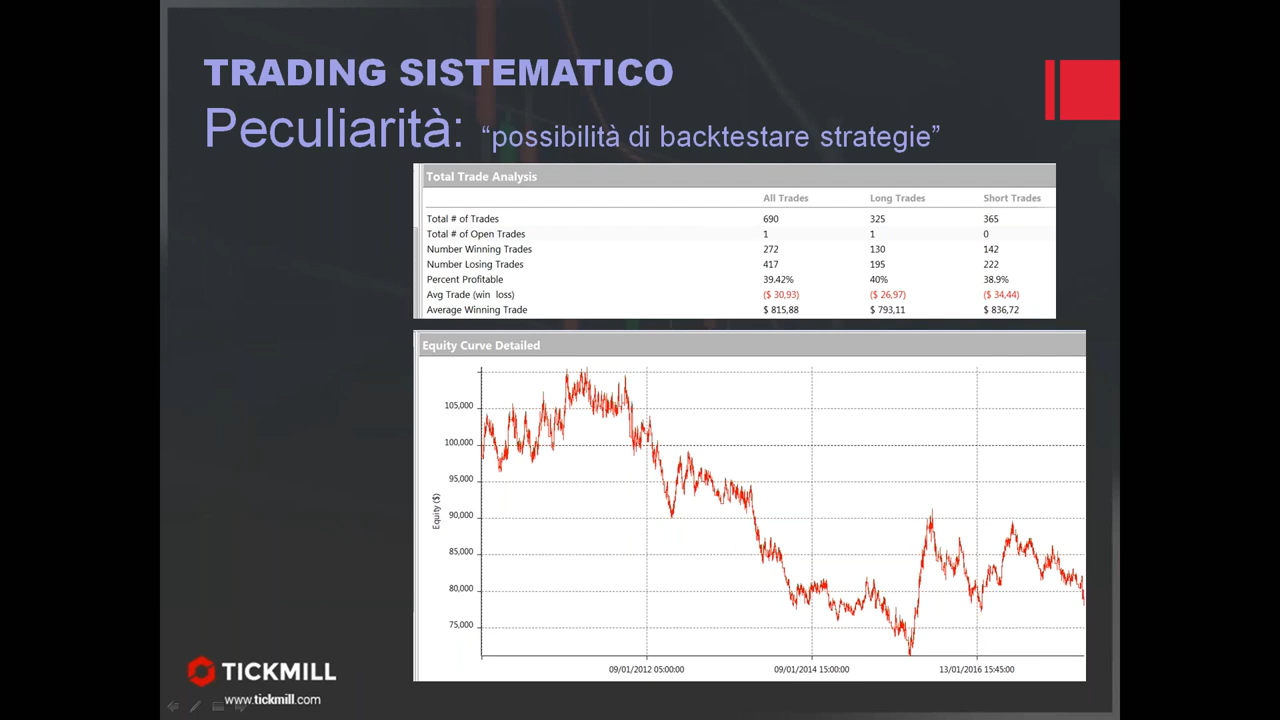 TRADING SISTEMATICO
Peculiarità: “possibilità di backtestare strategie”
Total Trade Analysis
All Trades Long Trades Short Trades
Total # of Trades 690 325 365
Total # of Open Trades 1 1 0
Number Winning Trades 272 130 142
Number Losing Trades 417 195 222
Percent Profitable 39.42% 40% 38.9%
Avg Trade (win loss) ($ 30,93) ($ 26,97) ($ 34,44)
Average Winning Trade $ 815,88 $ 793,11 $ 836,72
Equity Curve Detailed
105,000
100,000
95,000
90,000
85,000
80,000
75,000
Equity ($)
09/01/2012 05:00:00 09/01/2014 15:00:00 13/01/2016 15:45:00
TICKMILL
www.tickmill.com